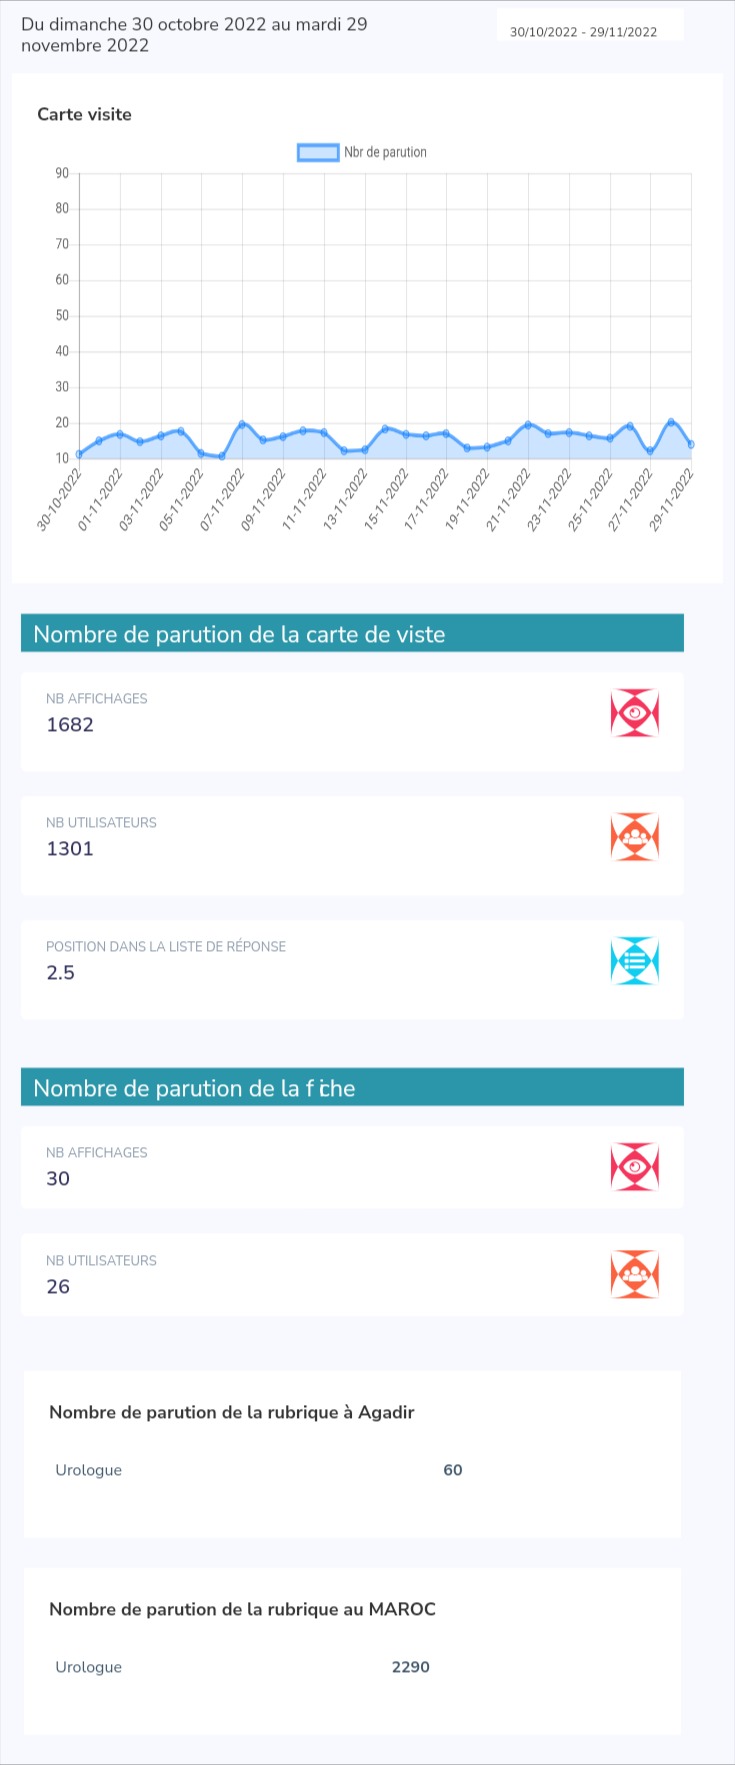 Du dimanche 30 octobre 2022 au mardi 29
novembre 2022
30/10/2022 - 29/11/2022
Carte visite
Nbr de parution
90
80
70
60
50
40
30
20
10
30-10-2022
01-11-2022
03-11-2022
05-11-2022
07-11-2022
09-11-2022
11-11-2022
13-11-2022
15-11-2022
17-11-2022
19-11-2022
21-11-2022
23-11-2022
25-11-2022
27-11-2022
29-11-2022
Nombre de parution de la carte de viste
NB AFFICHAGES
1682
NB UTILISATEURS
1301
POSITION DANS LA LISTE DE RÉPONSE
2.5
Nombre de parution de la fiche
NB AFFICHAGES
30
NB UTILISATEURS
26
Nombre de parution de la rubrique à Agadir
Urologue 60
Nombre de parution de la rubrique au MAROC
Urologue 2290